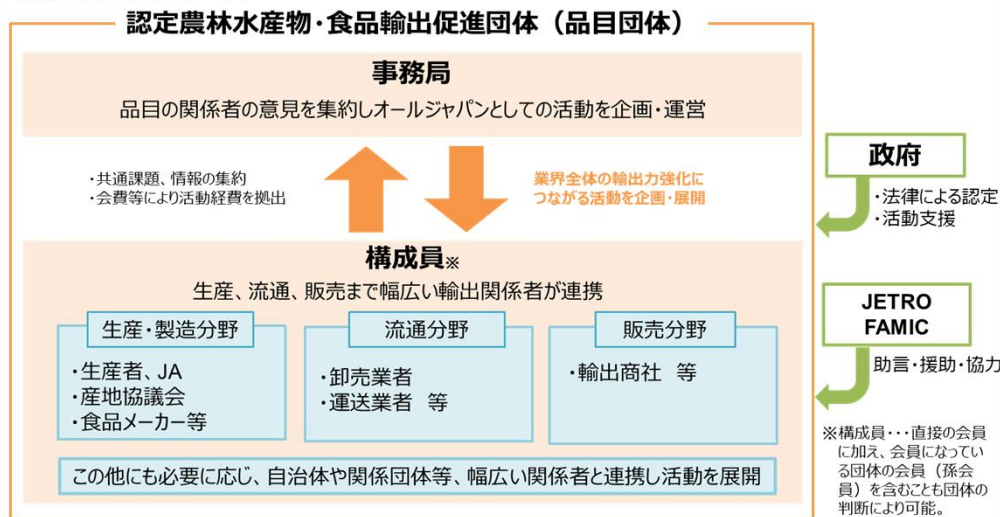 認定農林水産物・食品輸出促進団体（品目団体）
事務局
品目の関係者の意見を集約しオールジャパンとしての活動を企画・運営
・共通課題、情報の集約
・会費等により活動経費を拠出
業界全体の輸出力強化に
つながる活動を企画・展開
構成員※
生産、流通、販売まで幅広い輸出関係者が連携
生産・製造分野
・生産者、JA
・産地協議会
・食品メーカー等
流通分野
・卸売業者
・運送業者　等
販売分野
・輸出商社　等
この他にも必要に応じ、自治体や関係団体等、幅広い関係者と連携し活動を展開
政府
・法律による認定
・活動支援
JETRO
FAMIC
助言・援助・協力
※構成員・・・直接の会員
に加え、会員になってい
る団体の会員（孫会
員）を含むことも団体の
判断により可能。